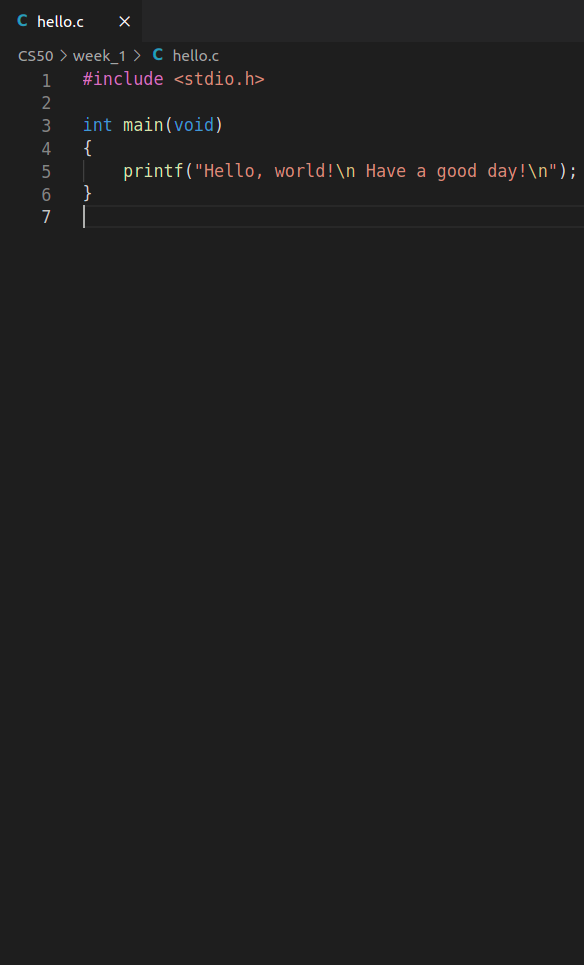 C hello.c ×
CS50 > week_1 > C hello.c
1 #include <stdio.h>
2
3 int main(void)
4 {
5     printf("Hello, world!\n Have a good day!\n");
6 }
7